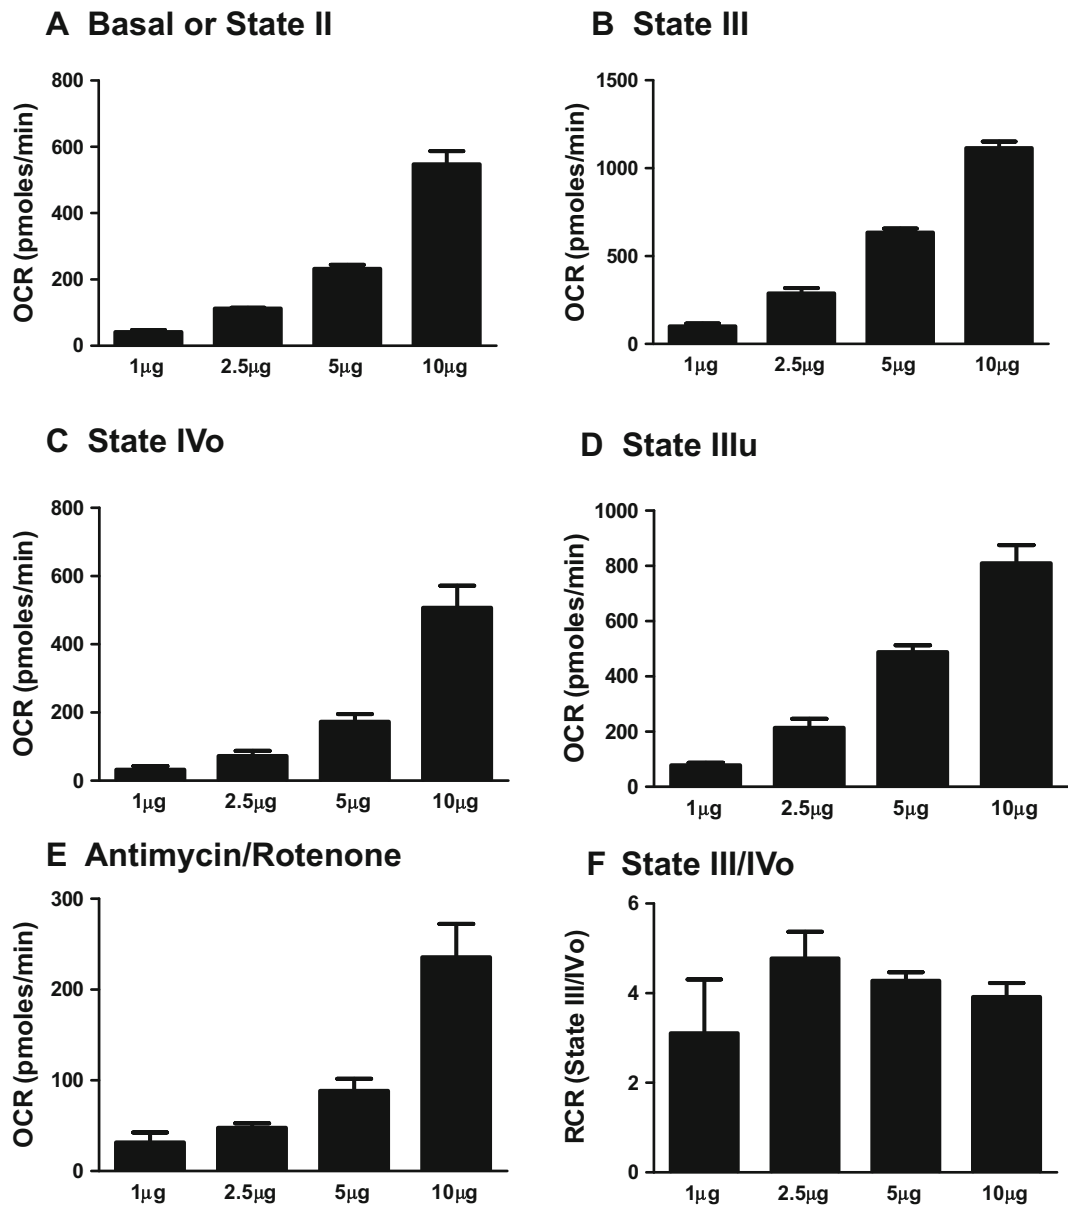 A Basal or State II
800
600
400
200
0
OCR (pmoles/min)
1µg 2.5µg 5µg 10µg
B State III
1500
1000
500
0
OCR (pmoles/min)
1µg 2.5µg 5µg 10µg
C State IVo
800
600
400
200
0
OCR (pmoles/min)
1µg 2.5µg 5µg 10µg
D State IIIu
1000
800
600
400
200
0
OCR (pmoles/min)
1µg 2.5µg 5µg 10µg
E Antimycin/Rotenone
300
200
100
0
OCR (pmoles/min)
1µg 2.5µg 5µg 10µg
F State III/IVo
6
4
2
0
RCR (State III/IVo)
1µg 2.5µg 5µg 10µg